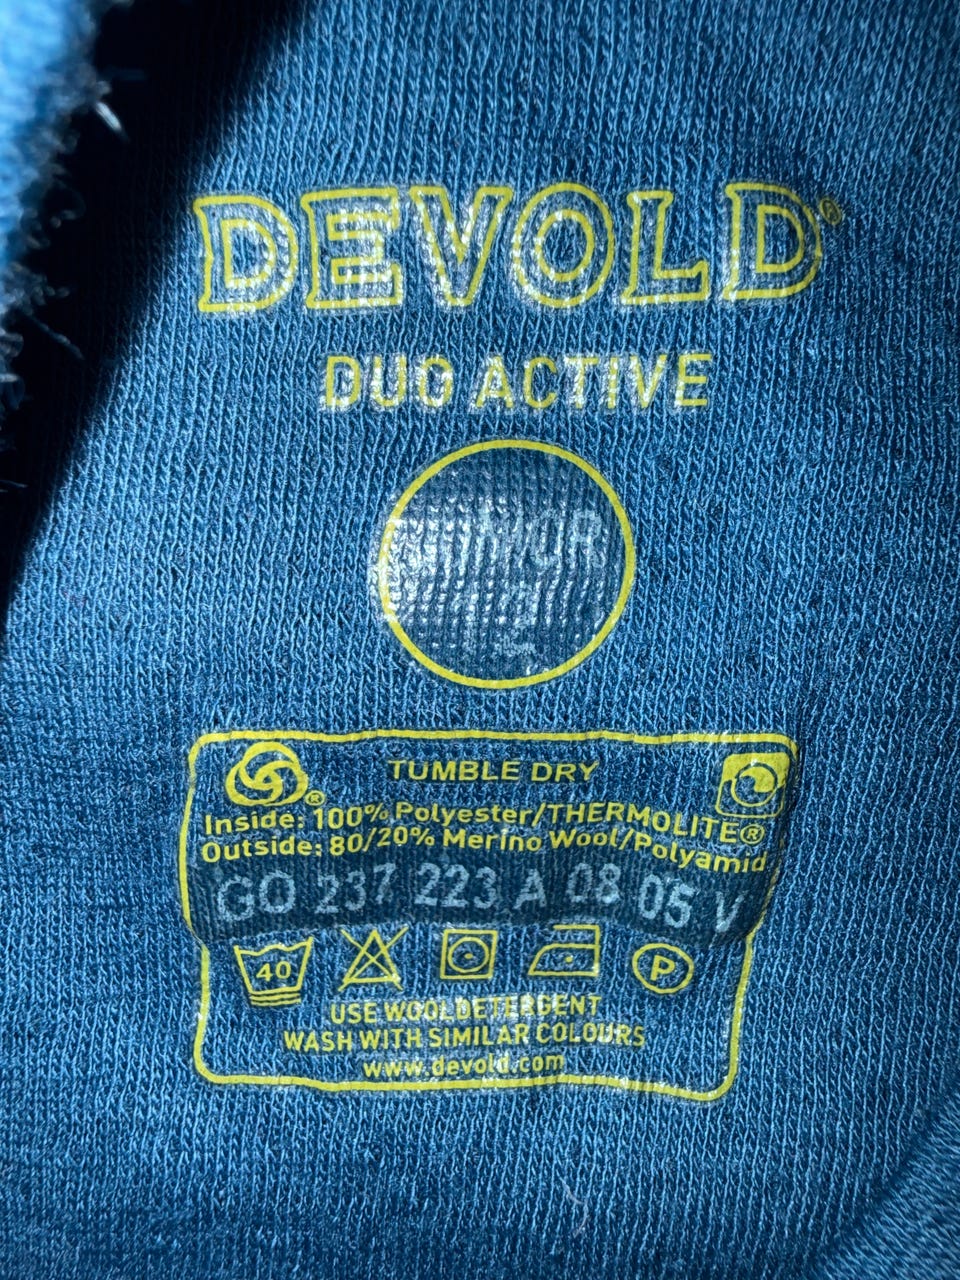 DEVOLD®
DUO ACTIVE
TUMBLE DRY
®
Inside: 100% Polyester/THERMOLITE®
Outside: 80/20% Merino Wool/Polyamid
GO 237 223 A 08 05 V
40
P
USE WOOLDETERGENT
WASH WITH SIMILAR COLOURS
www.devold.com